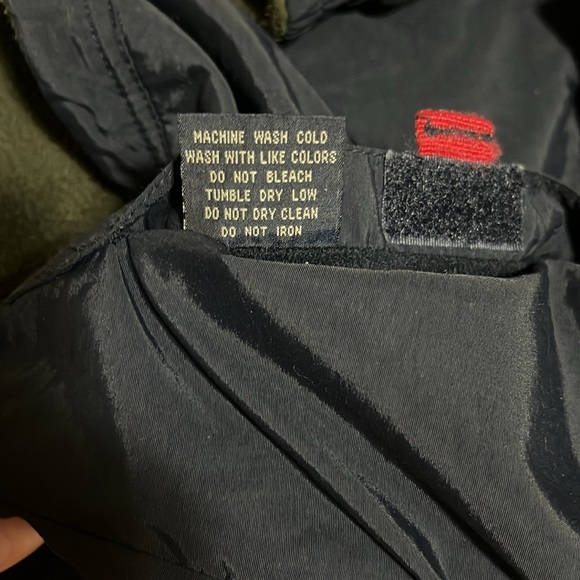 MACHINE WASH COLD
WASH WITH LIKE COLORS
DO NOT BLEACH
TUMBLE DRY LOW
DO NOT DRY CLEAN
DO NOT IRON